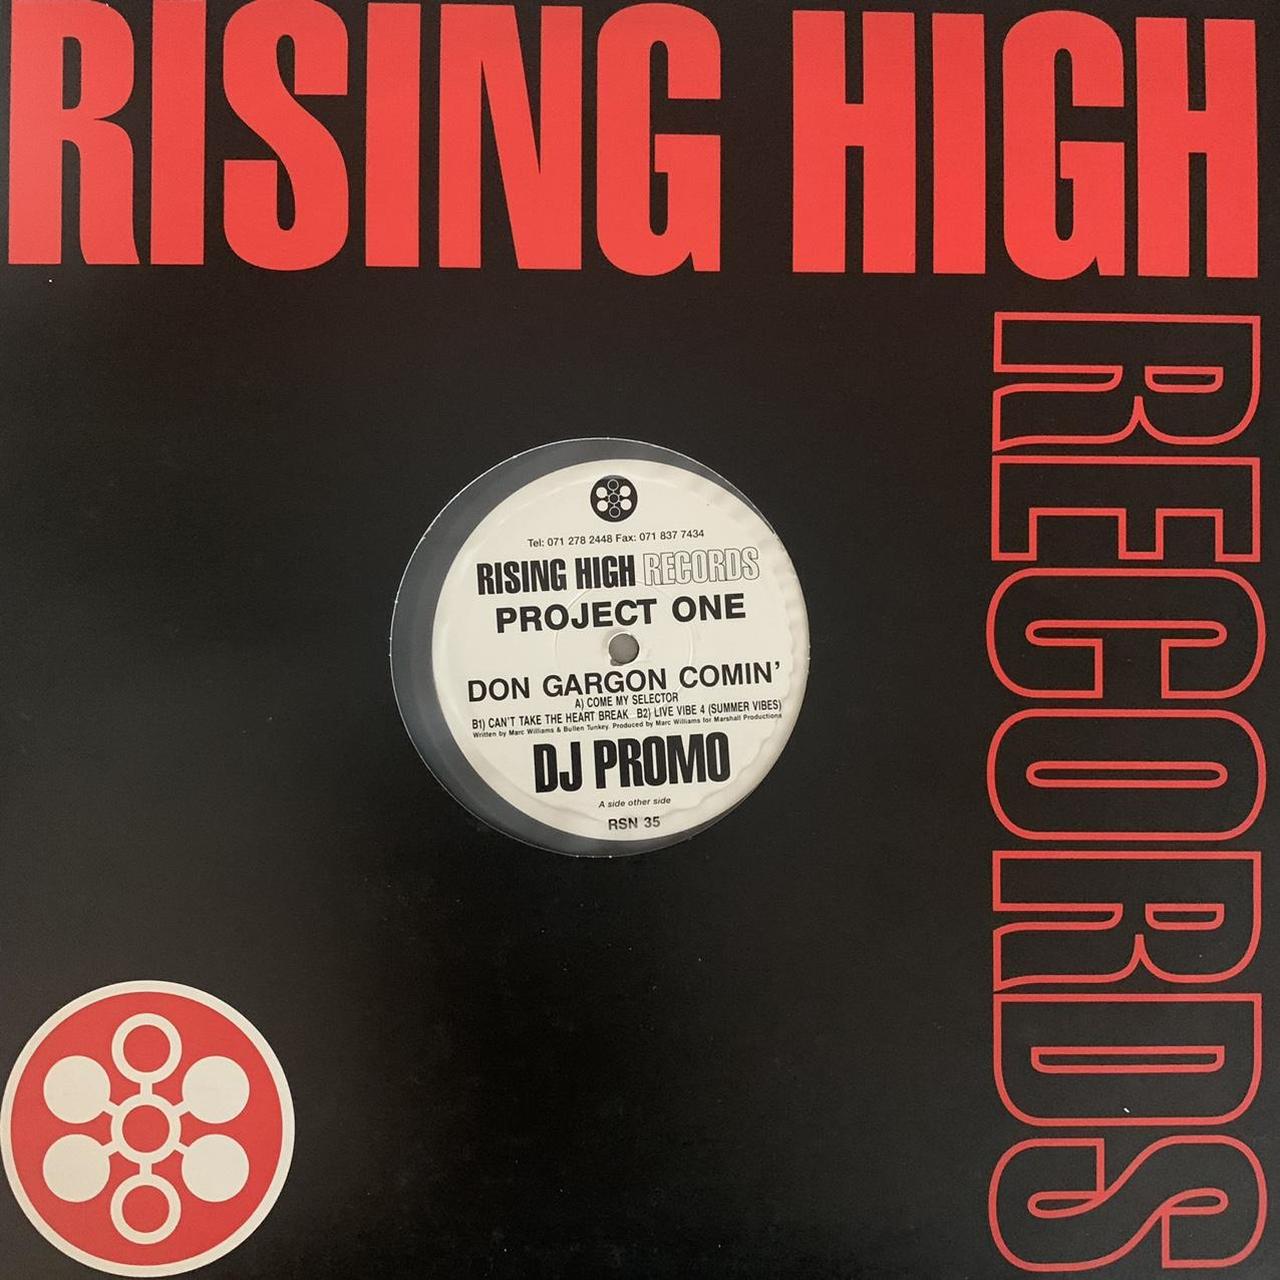 RISING HIGH
RECORDS
Tel: 071 278 2448 Fax: 071 837 7434
RISING HIGH RECORDS
PROJECT ONE
DON GARGON COMIN'
A) COME MY SELECTOR
B1) CAN'T TAKE THE HEART BREAK B2) LIVE VIBE 4 (SUMMER VIBES)
Written by Marc Williams & Bullen Tunkey. Produced by Marc Williams for Marshall Productions
DJ PROMO
A side other side
RSN 35